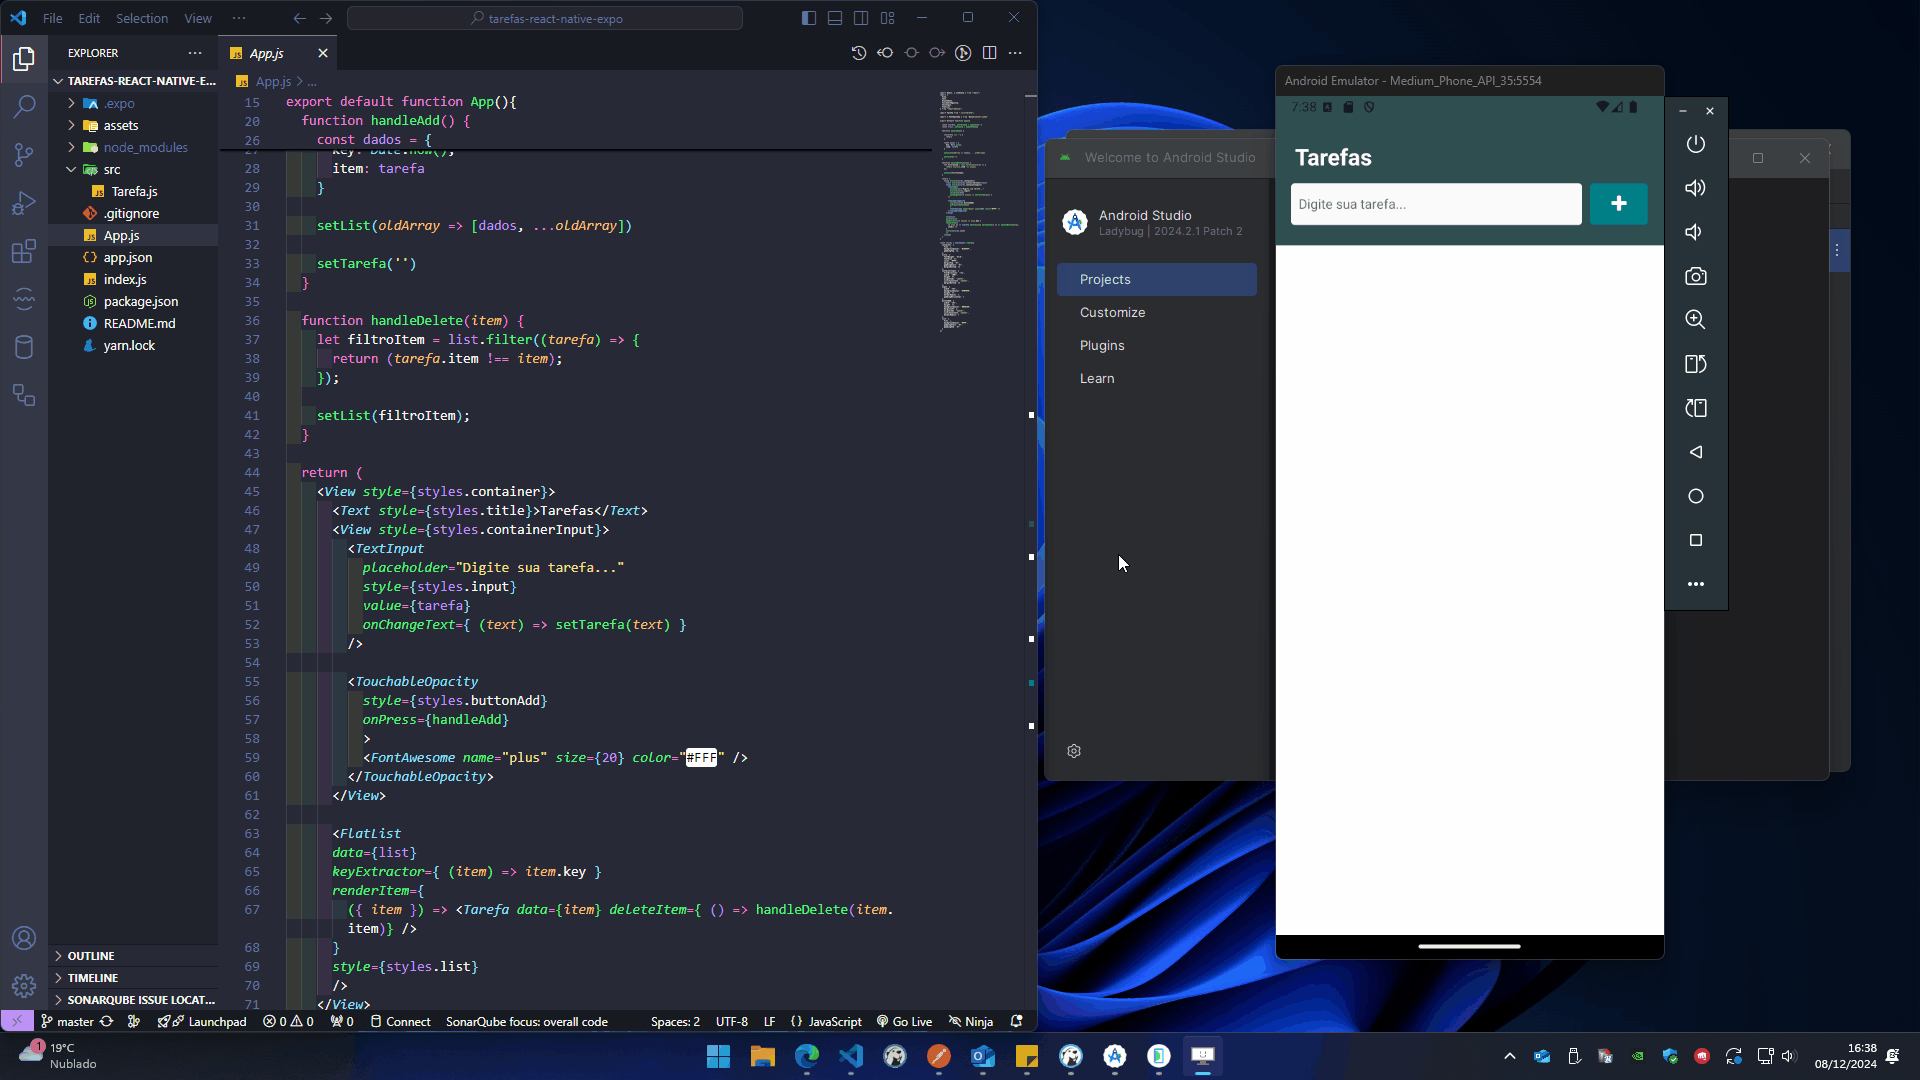 File Edit Selection View ···
tarefas-react-native-expo
EXPLORER
TAREFAS-REACT-NATIVE-E...
.expo
assets
node_modules
src
Tarefa.js
.gitignore
App.js
app.json
index.js
package.json
README.md
yarn.lock
OUTLINE
TIMELINE
SONARQUBE ISSUE LOCAT...
App.js
App.js > ...
15 export default function App(){
20 function handleAdd() {
26 const dados = {
27 key: Date.now(),
28 item: tarefa
29 }
30
31 setList(oldArray => [dados, ...oldArray])
32
33 setTarefa('')
34 }
35
36 function handleDelete(item) {
37 let filtroItem = list.filter((tarefa) => {
38 return (tarefa.item !== item);
39 });
40
41 setList(filtroItem);
42 }
43
44 return (
45 <View style={styles.container}>
46 <Text style={styles.title}>Tarefas</Text>
47 <View style={styles.containerInput}>
48 <TextInput
49 placeholder="Digite sua tarefa..."
50 style={styles.input}
51 value={tarefa}
52 onChangeText={ (text) => setTarefa(text) }
53 />
54
55 <TouchableOpacity
56 style={styles.buttonAdd}
57 onPress={handleAdd}
58 >
59 <FontAwesome name="plus" size={20} color="#FFF" />
60 </TouchableOpacity>
61 </View>
62
63 <FlatList
64 data={list}
65 keyExtractor={ (item) => item.key }
66 renderItem={
67 ({ item }) => <Tarefa data={item} deleteItem={ () => handleDelete(item.
item)} />
68 }
69 style={styles.list}
70 />
71 </View>
master
Launchpad
0 0
0
Connect
SonarQube focus: overall code
Spaces: 2
UTF-8
LF
{} JavaScript
Go Live
Ninja
Welcome to Android Studio
Android Studio
Ladybug | 2024.2.1 Patch 2
Projects
Customize
Plugins
Learn
Android Emulator - Medium_Phone_API_35:5554
7:38
Tarefas
Digite sua tarefa...
1
19°C
Nublado
16:38
08/12/2024